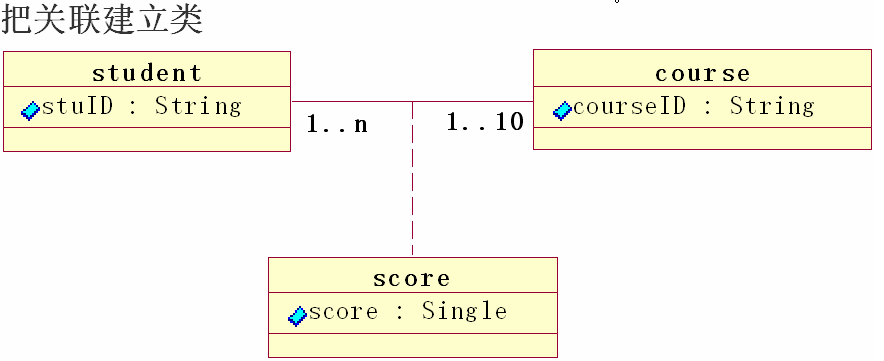 把关联建立类
student
stuID : String
course
courseID : String
1..n
1..10
score
score : Single